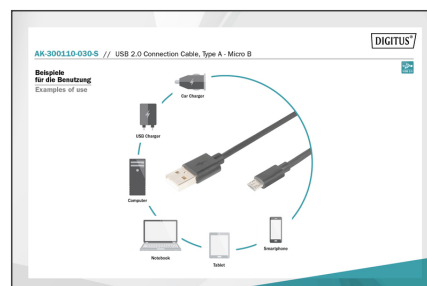 DIGITUS®
AK-300110-030-S // USB 2.0 Connection Cable, Type A - Micro B
Beispiele
für die Benutzung
Examples of use
Car Charger
USB Charger
Computer
Notebook
Tablet
Smartphone